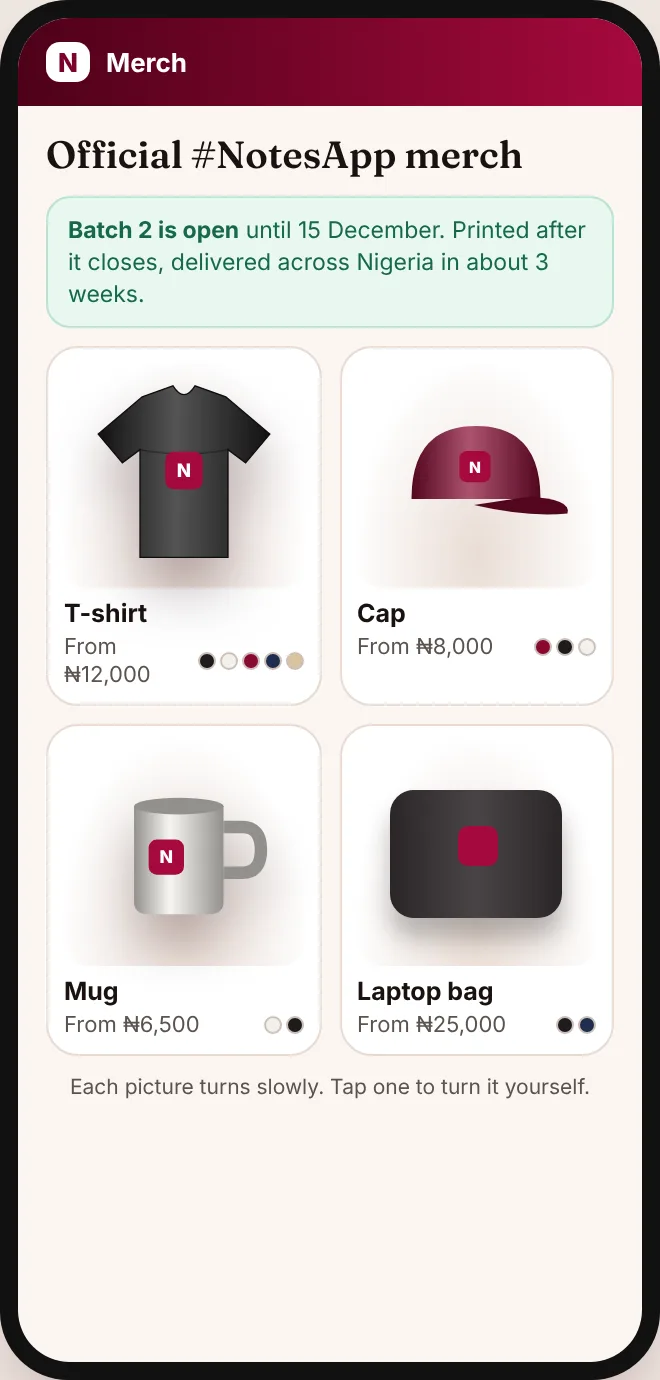 N Merch
Official #NotesApp merch
Batch 2 is open until 15 December. Printed after
it closes, delivered across Nigeria in about 3
weeks.
N
T-shirt
From
₦12,000
N
Cap
From ₦8,000
N
Mug
From ₦6,500
Laptop bag
From ₦25,000
Each picture turns slowly. Tap one to turn it yourself.